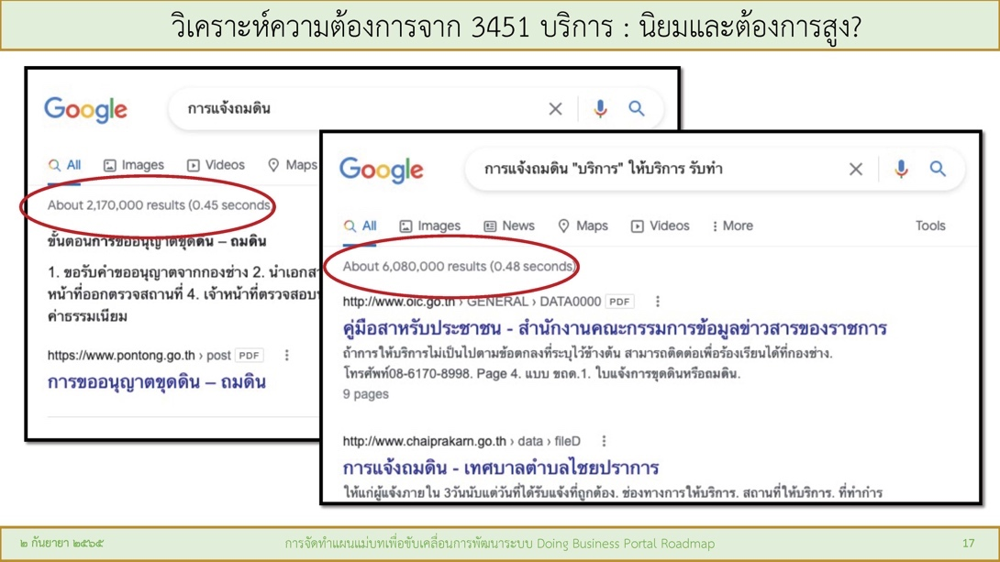 วิเคราะห์ความต้องการจาก 3451 บริการ : นิยมและต้องการสูง?
Google
การแจ้งถมดิน
All Images Videos Maps
About 2,170,000 results (0.45 seconds
ขั้นตอนการขออนุญาตขุดดิน – ถมดิน
1. ขอรับคำขออนุญาตจากกองช่าง 2. นำเอกสา
หน้าที่ออกตรวจสถานที่ 4. เจ้าหน้าที่ตรวจสอบ
ค่าธรรมเนียม
https://www.pontong.go.th › post PDF
การขออนุญาตขุดดิน – ถมดิน
Google
การแจ้งถมดิน "บริการ" ให้บริการ รับทำ
All Images News Maps Videos More Tools
About 6,080,000 results (0.48 seconds)
http://www.oic.go.th › GENERAL › DATA0000 PDF
คู่มือสาหรับประชาชน - สำนักงานคณะกรรมการข้อมูลข่าวสารของราชการ
ถ้าการให้บริการไม่เป็นไปตามข้อตกลงที่ระบุไว้ข้างต้น สามารถติดต่อเพื่อร้องเรียนได้ที่กองช่าง.
โทรศัพท์08-6170-8998. Page 4. แบบ ขถด.1. ใบแจ้งการขุดดินหรือถมดิน.
9 pages
http://www.chaiprakarn.go.th › data › fileD
การแจ้งถมดิน - เทศบาลตำบลไชยปราการ
ให้แก่ผู้แจ้งภายใน 3วันนับแต่วันที่ได้รับแจ้งที่ถูกต้อง. ช่องทางการให้บริการ. สถานที่ให้บริการ. ที่ทำการ
๒ กันยายน ๒๕๖๕
การจัดทำแผนแม่บทเพื่อขับเคลื่อนการพัฒนาระบบ Doing Business Portal Roadmap
17